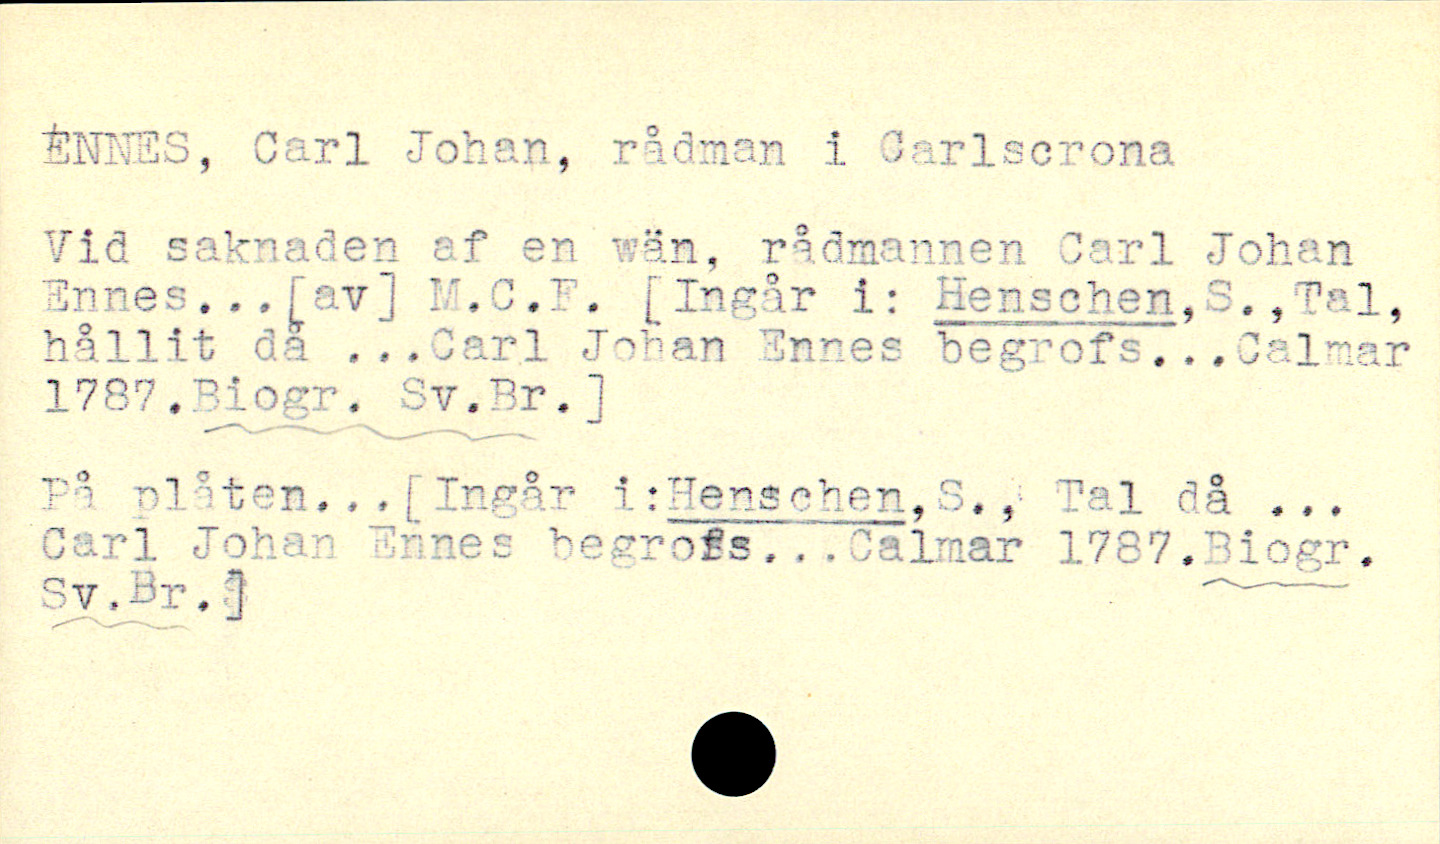 ENNES, Carl Johan, rådman i Carlscrona
Vid saknaden af en wän, rådmannen Carl Johan
Ennes...[av] M.C.F. [Ingår i: Henschen,S.,Tal,
hållit då ...Carl Johan Ennes begrofs...Calmar
1787.Biogr. Sv.Br.]
På plåten...[Ingår i:Henschen,S., Tal då ...
Carl Johan Ennes begrofs...Calmar 1787.Biogr.
Sv.Br.]